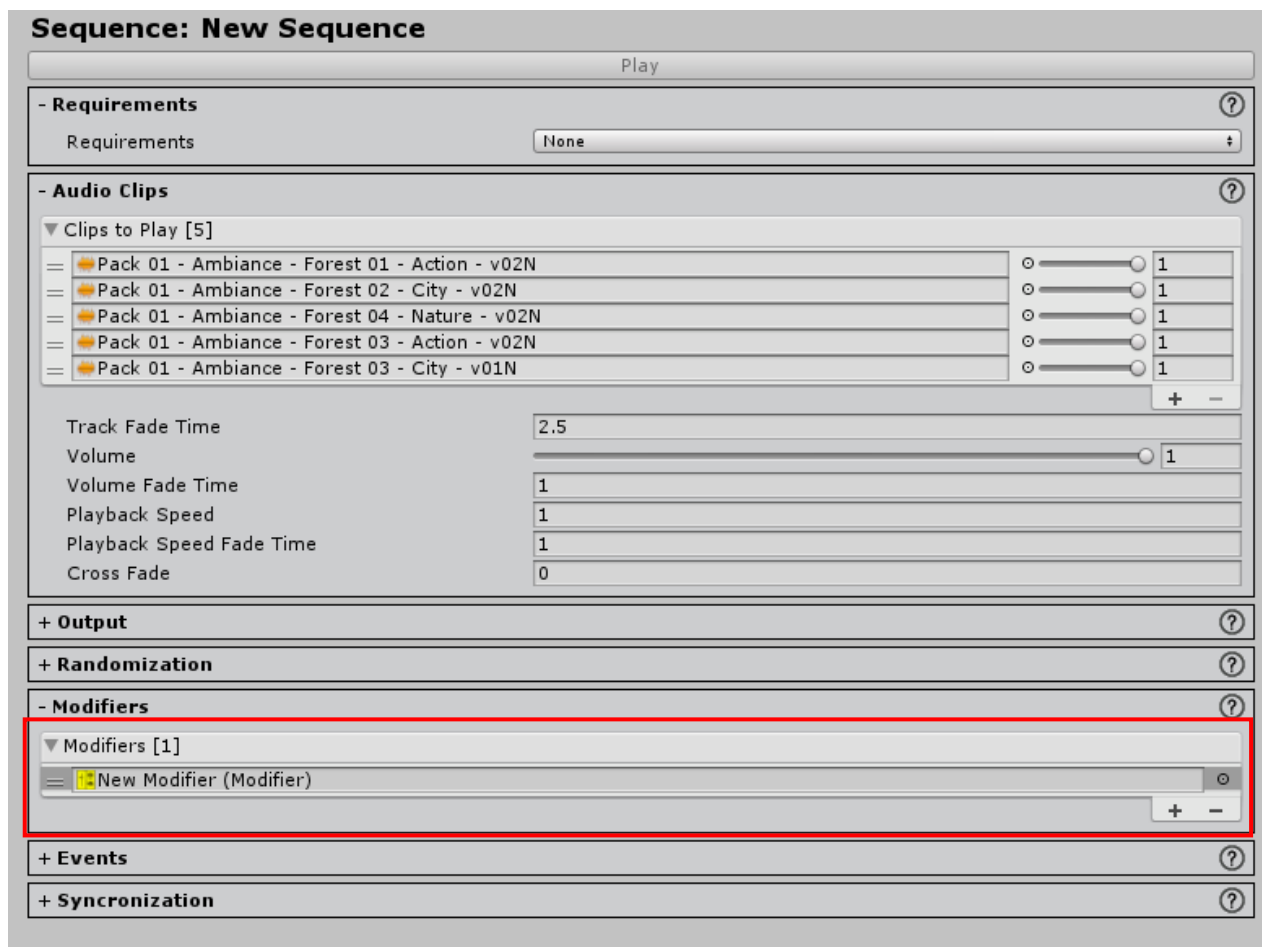 Sequence: New Sequence
Play
- Requirements ?
Requirements None
- Audio Clips ?
▼ Clips to Play [5]
= Pack 01 - Ambiance - Forest 01 - Action - v02N 1
= Pack 01 - Ambiance - Forest 02 - City - v02N 1
= Pack 01 - Ambiance - Forest 04 - Nature - v02N 1
= Pack 01 - Ambiance - Forest 03 - Action - v02N 1
= Pack 01 - Ambiance - Forest 03 - City - v01N 1
+ −
Track Fade Time 2.5
Volume 1
Volume Fade Time 1
Playback Speed 1
Playback Speed Fade Time 1
Cross Fade 0
+ Output ?
+ Randomization ?
- Modifiers ?
▼ Modifiers [1]
= New Modifier (Modifier)
+ −
+ Events ?
+ Syncronization ?